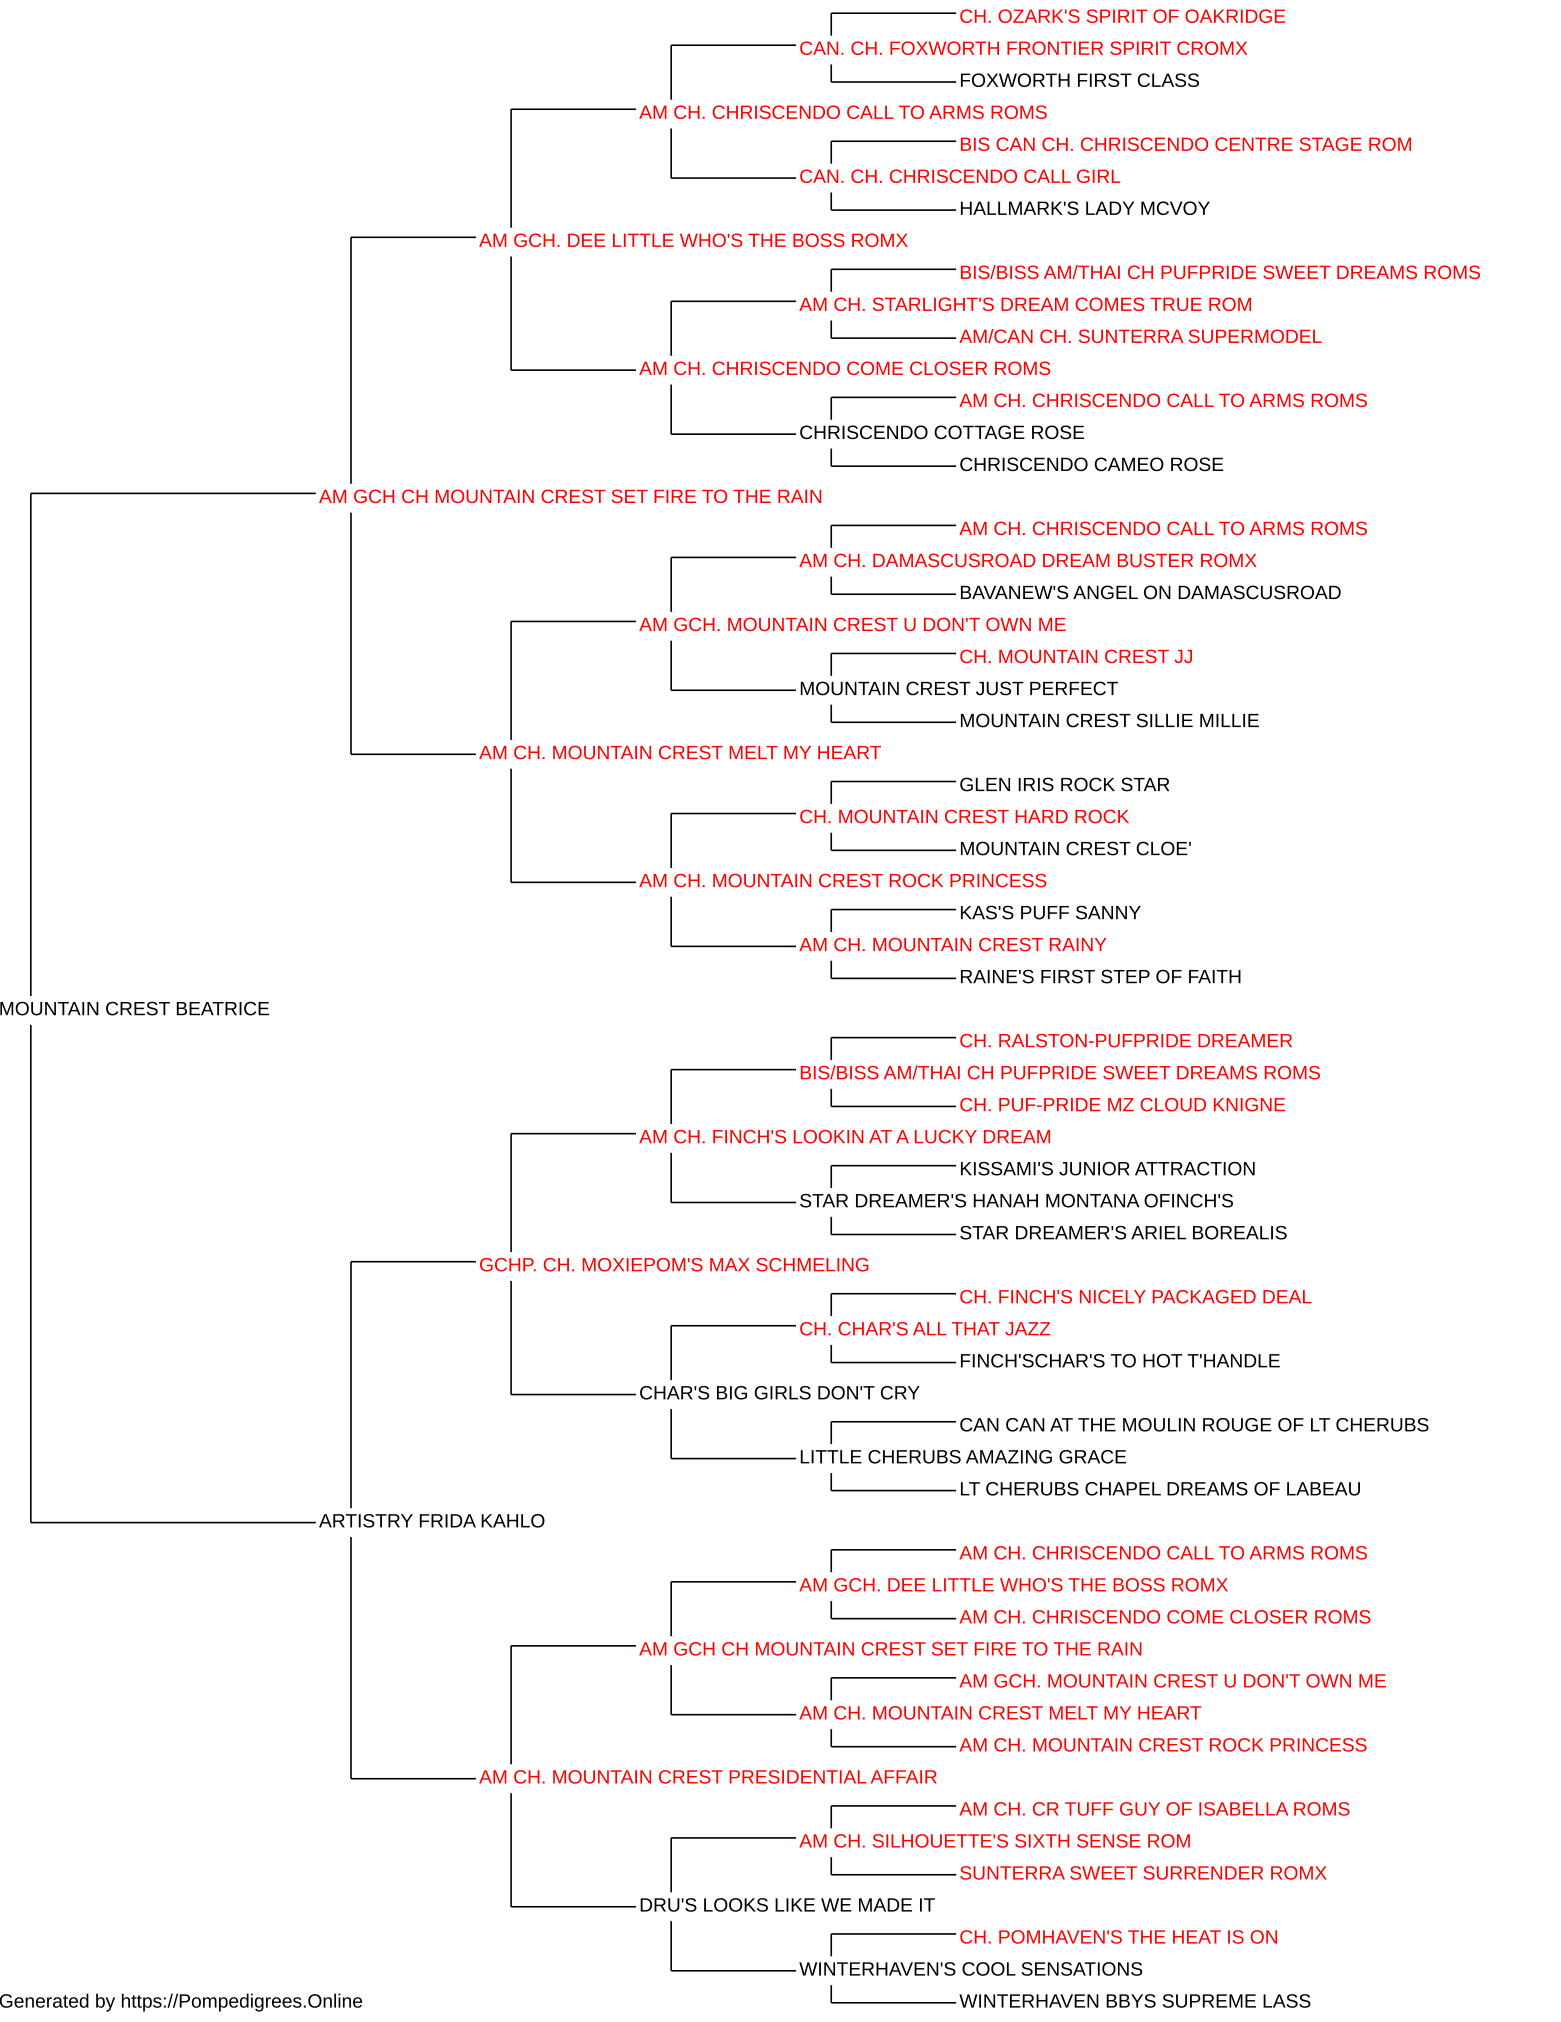 CH. OZARK'S SPIRIT OF OAKRIDGE
CAN. CH. FOXWORTH FRONTIER SPIRIT CROMX
FOXWORTH FIRST CLASS
AM CH. CHRISCENDO CALL TO ARMS ROMS
BIS CAN CH. CHRISCENDO CENTRE STAGE ROM
CAN. CH. CHRISCENDO CALL GIRL
HALLMARK'S LADY MCVOY
AM GCH. DEE LITTLE WHO'S THE BOSS ROMX
BIS/BISS AM/THAI CH PUFPRIDE SWEET DREAMS ROMS
AM CH. STARLIGHT'S DREAM COMES TRUE ROM
AM/CAN CH. SUNTERRA SUPERMODEL
AM CH. CHRISCENDO COME CLOSER ROMS
AM CH. CHRISCENDO CALL TO ARMS ROMS
CHRISCENDO COTTAGE ROSE
CHRISCENDO CAMEO ROSE
AM GCH CH MOUNTAIN CREST SET FIRE TO THE RAIN
AM CH. CHRISCENDO CALL TO ARMS ROMS
AM CH. DAMASCUSROAD DREAM BUSTER ROMX
BAVANEW'S ANGEL ON DAMASCUSROAD
AM GCH. MOUNTAIN CREST U DON'T OWN ME
CH. MOUNTAIN CREST JJ
MOUNTAIN CREST JUST PERFECT
MOUNTAIN CREST SILLIE MILLIE
AM CH. MOUNTAIN CREST MELT MY HEART
GLEN IRIS ROCK STAR
CH. MOUNTAIN CREST HARD ROCK
MOUNTAIN CREST CLOE'
AM CH. MOUNTAIN CREST ROCK PRINCESS
KAS'S PUFF SANNY
AM CH. MOUNTAIN CREST RAINY
RAINE'S FIRST STEP OF FAITH
MOUNTAIN CREST BEATRICE
CH. RALSTON-PUFPRIDE DREAMER
BIS/BISS AM/THAI CH PUFPRIDE SWEET DREAMS ROMS
CH. PUF-PRIDE MZ CLOUD KNIGNE
AM CH. FINCH'S LOOKIN AT A LUCKY DREAM
KISSAMI'S JUNIOR ATTRACTION
STAR DREAMER'S HANAH MONTANA OFINCH'S
STAR DREAMER'S ARIEL BOREALIS
GCHP. CH. MOXIEPOM'S MAX SCHMELING
CH. FINCH'S NICELY PACKAGED DEAL
CH. CHAR'S ALL THAT JAZZ
FINCH'SCHAR'S TO HOT T'HANDLE
CHAR'S BIG GIRLS DON'T CRY
CAN CAN AT THE MOULIN ROUGE OF LT CHERUBS
LITTLE CHERUBS AMAZING GRACE
LT CHERUBS CHAPEL DREAMS OF LABEAU
ARTISTRY FRIDA KAHLO
AM CH. CHRISCENDO CALL TO ARMS ROMS
AM GCH. DEE LITTLE WHO'S THE BOSS ROMX
AM CH. CHRISCENDO COME CLOSER ROMS
AM GCH CH MOUNTAIN CREST SET FIRE TO THE RAIN
AM GCH. MOUNTAIN CREST U DON'T OWN ME
AM CH. MOUNTAIN CREST MELT MY HEART
AM CH. MOUNTAIN CREST ROCK PRINCESS
AM CH. MOUNTAIN CREST PRESIDENTIAL AFFAIR
AM CH. CR TUFF GUY OF ISABELLA ROMS
AM CH. SILHOUETTE'S SIXTH SENSE ROM
SUNTERRA SWEET SURRENDER ROMX
DRU'S LOOKS LIKE WE MADE IT
CH. POMHAVEN'S THE HEAT IS ON
WINTERHAVEN'S COOL SENSATIONS
WINTERHAVEN BBYS SUPREME LASS
Generated by https://Pompedigrees.Online